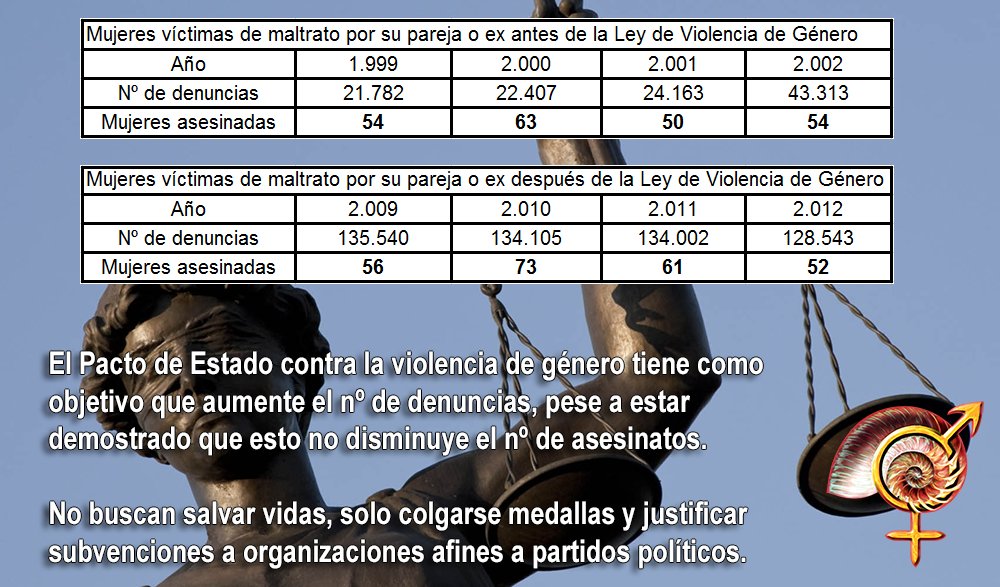 Mujeres víctimas de maltrato por su pareja o ex antes de la Ley de Violencia de Género
Año 1.999 2.000 2.001 2.002
Nº de denuncias 21.782 22.407 24.163 43.313
Mujeres asesinadas 54 63 50 54
Mujeres víctimas de maltrato por su pareja o ex después de la Ley de Violencia de Género
Año 2.009 2.010 2.011 2.012
Nº de denuncias 135.540 134.105 134.002 128.543
Mujeres asesinadas 56 73 61 52
El Pacto de Estado contra la violencia de género tiene como
objetivo que aumente el nº de denuncias, pese a estar
demostrado que esto no disminuye el nº de asesinatos.
No buscan salvar vidas, solo colgarse medallas y justificar
subvenciones a organizaciones afines a partidos políticos.